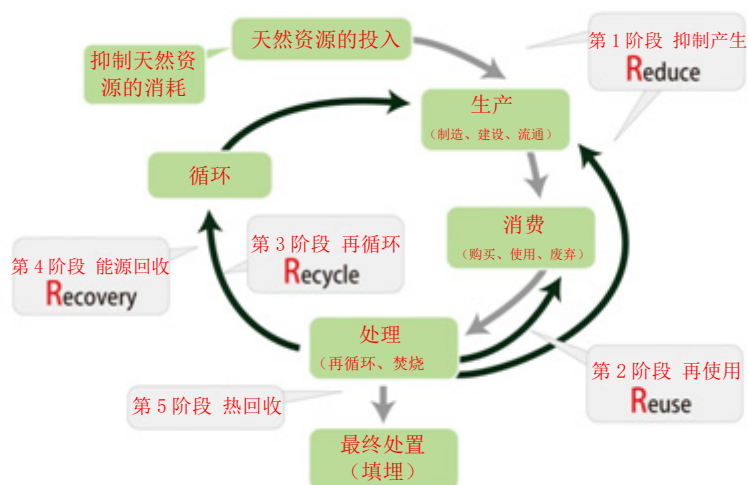 天然资源的投入
抑制天然资
源的消耗
第1阶段 抑制产生
Reduce
生产
(制造、建设、流通)
循环
消费
(购买、使用、废弃)
第3阶段 再循环
Recycle
第4阶段 能源回收
Recovery
处理
(再循环、焚烧
第2阶段 再使用
Reuse
第5阶段 热回收
最终处置
(填埋)